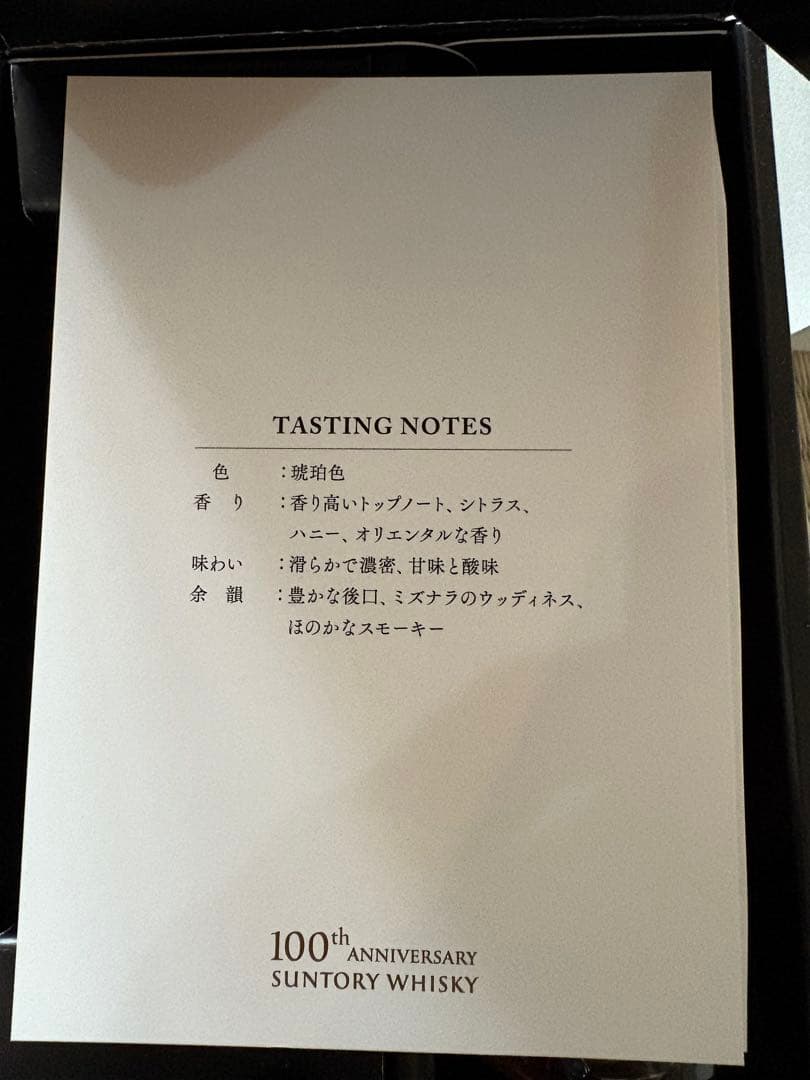 TASTING NOTES
色 ：琥珀色
香り ：香り高いトップノート、シトラス、
ハニー、オリエンタルな香り
味わい ：滑らかで濃密、甘味と酸味
余韻 ：豊かな後口、ミズナラのウッディネス、
ほのかなスモーキー
100th ANNIVERSARY
SUNTORY WHISKY